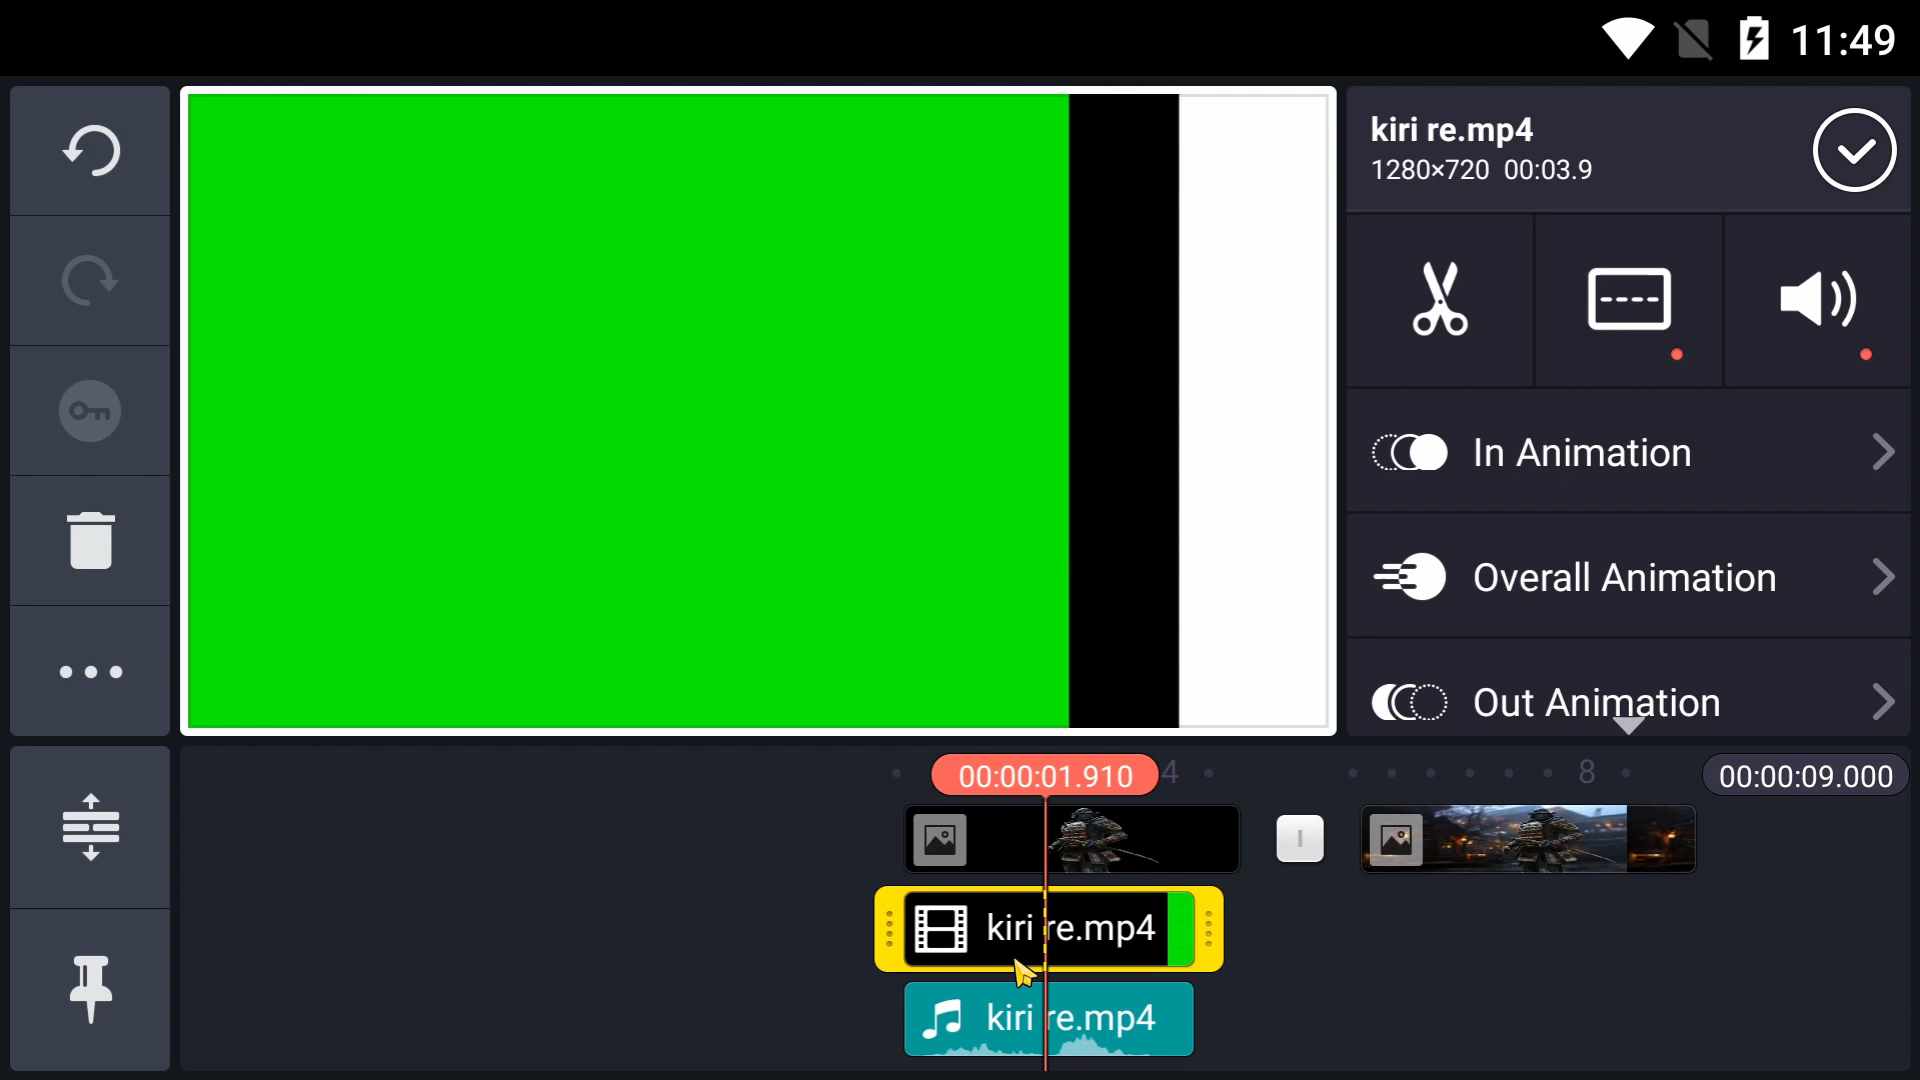 11:49
kiri re.mp4
1280×720 00:03.9
In Animation
Overall Animation
Out Animation
00:00:01.910
4
8
00:00:09.000
kiri re.mp4
kiri re.mp4